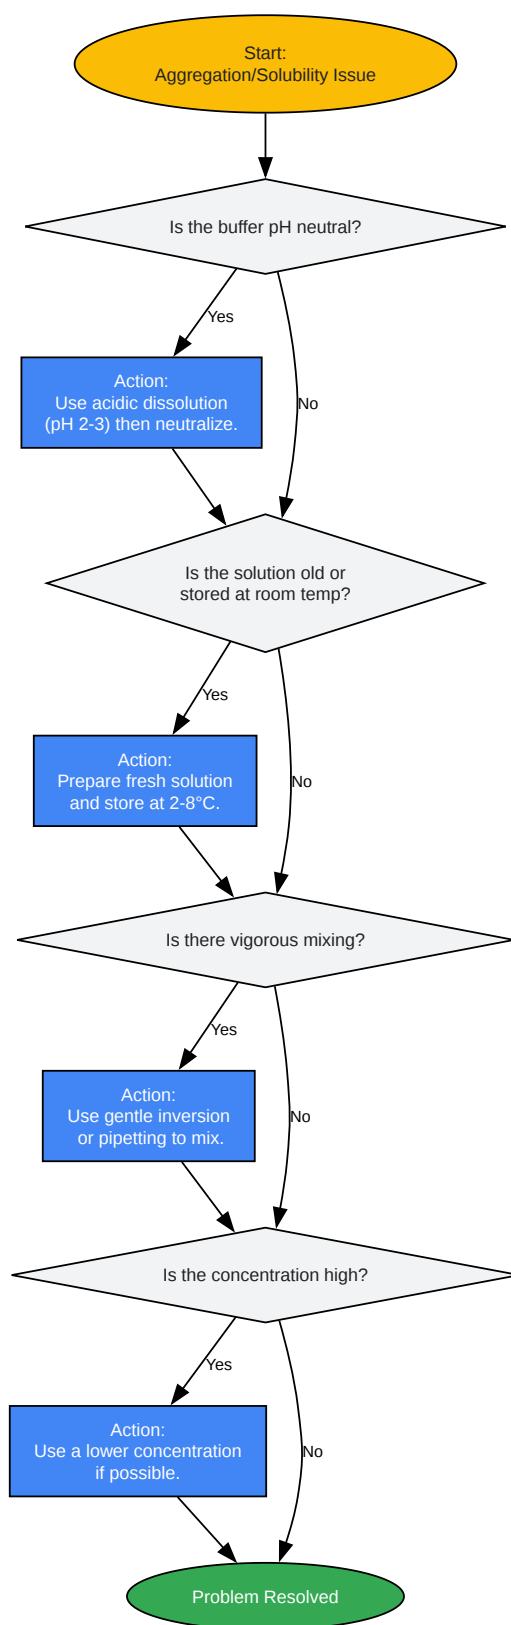 Start:
Aggregation/Solubility Issue
Is the buffer pH neutral?
Yes
Action:
Use acidic dissolution
(pH 2-3) then neutralize.
No
Is the solution old or
stored at room temp?
Yes
Action:
Prepare fresh solution
and store at 2-8°C.
No
Is there vigorous mixing?
Yes
Action:
Use gentle inversion
or pipetting to mix.
No
Is the concentration high?
Yes
Action:
Use a lower concentration
if possible.
No
Problem Resolved